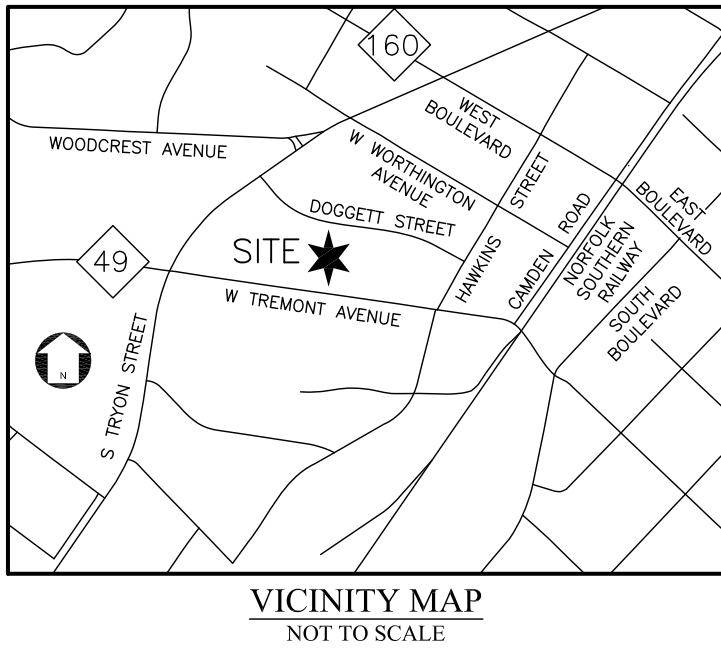 160
WEST
BOULEVARD
WOODCREST AVENUE
W WORTHINGTON
AVENUE
STREET
HAWKINS
ROAD
CAMDEN
EAST
BOULEVARD
DOGGETT STREET
NORFOLK
SOUTHERN
RAILWAY
SITE
49
W TREMONT AVENUE
SOUTH
BOULEVARD
S TRYON STREET
N
VICINITY MAP
NOT TO SCALE